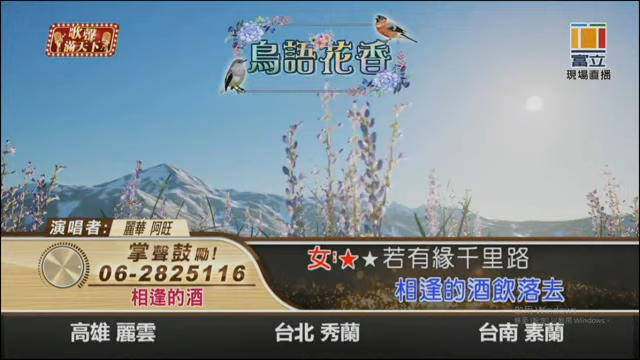 歌聲
滿天下
鳥語花香
富立
現場直播
演唱者:
麗華 阿旺
掌聲鼓勵!
06-2825116
相逢的酒
女:★★若有緣千里路
相逢的酒飲落去
高雄 麗雲
台北 秀蘭
台南 素蘭